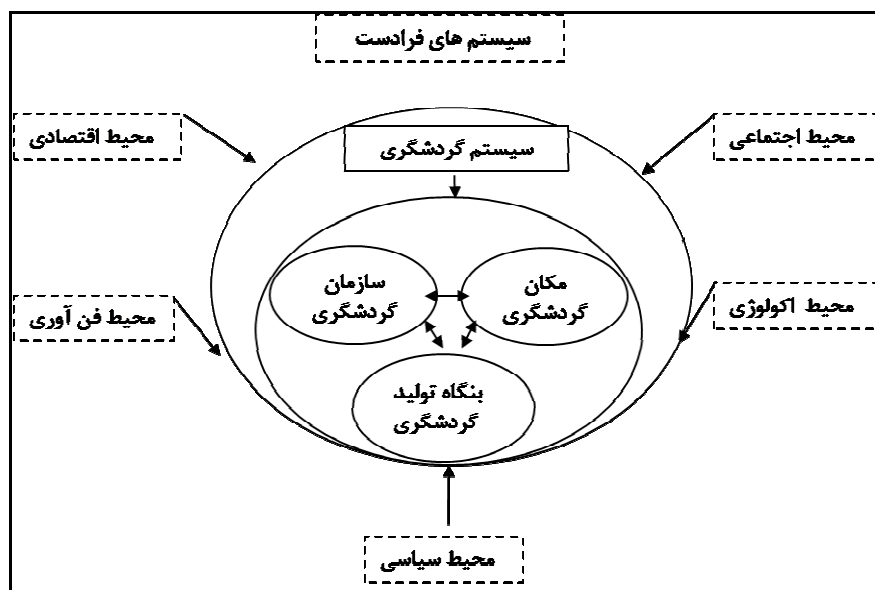 سیستم های فرادست
محیط اجتماعی
محیط اقتصادی
سیستم گردشگری
مکان
گردشگری
سازمان
گردشگری
محیط اکولوژی
محیط فن آوری
بنگاه تولید
گردشگری
محیط سیاسی